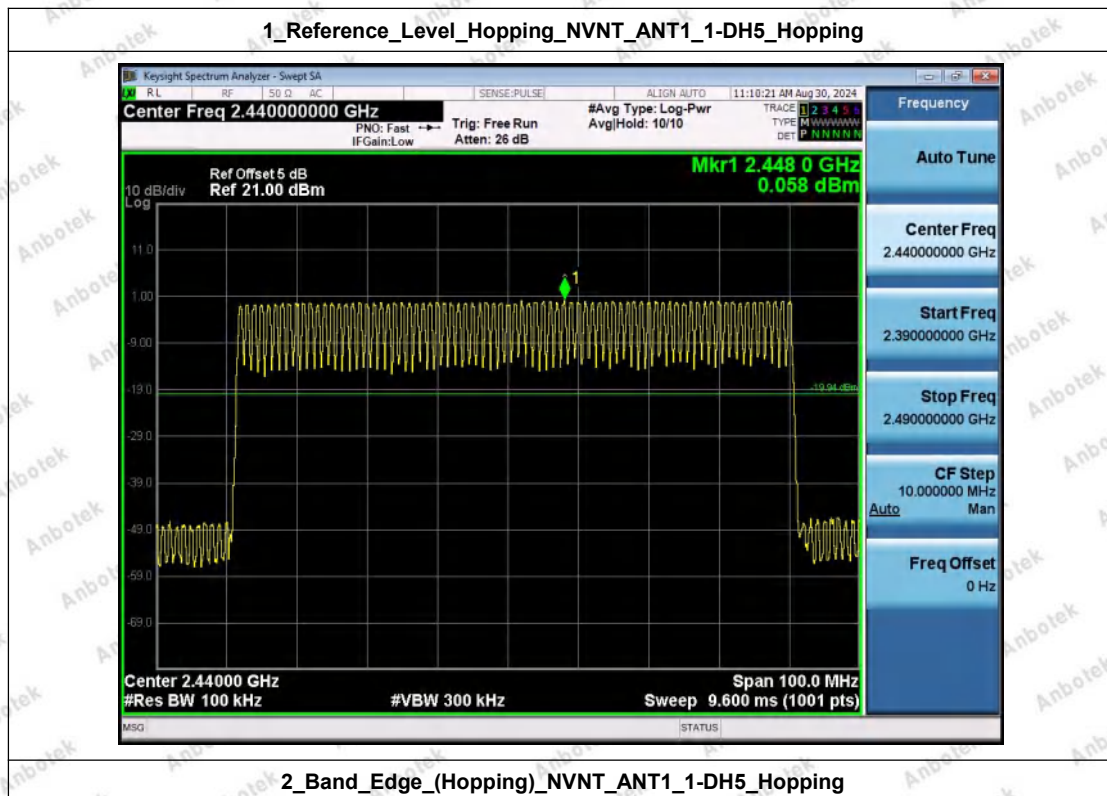 1_Reference_Level_Hopping_NVNT_ANT1_1-DH5_Hopping
Keysight Spectrum Analyzer - Swept SA
RL RF 50 Ω AC SENSE:PULSE ALIGN AUTO 11:10:21 AM Aug 30, 2024
Center Freq 2.440000000 GHz
PNO: Fast
IFGain:Low
Trig: Free Run
Atten: 26 dB
#Avg Type: Log-Pwr
Avg|Hold: 10/10
TRACE 1 2 3 4 5 6
TYPE M WWWWW
DET P N N N N N
Frequency
Auto Tune
Center Freq
2.440000000 GHz
Start Freq
2.390000000 GHz
Stop Freq
2.490000000 GHz
CF Step
10.000000 MHz
Auto Man
Freq Offset
0 Hz
Mkr1 2.448 0 GHz
0.058 dBm
Ref Offset 5 dB
10 dB/div Ref 21.00 dBm
Log
11.0
1.00
-9.00
-19.0
-29.0
-39.0
-49.0
-59.0
-69.0
1
-19.94 dBm
Center 2.44000 GHz Span 100.0 MHz
#Res BW 100 kHz #VBW 300 kHz Sweep 9.600 ms (1001 pts)
MSG STATUS
2_Band_Edge_(Hopping)_NVNT_ANT1_1-DH5_Hopping
Anbotek